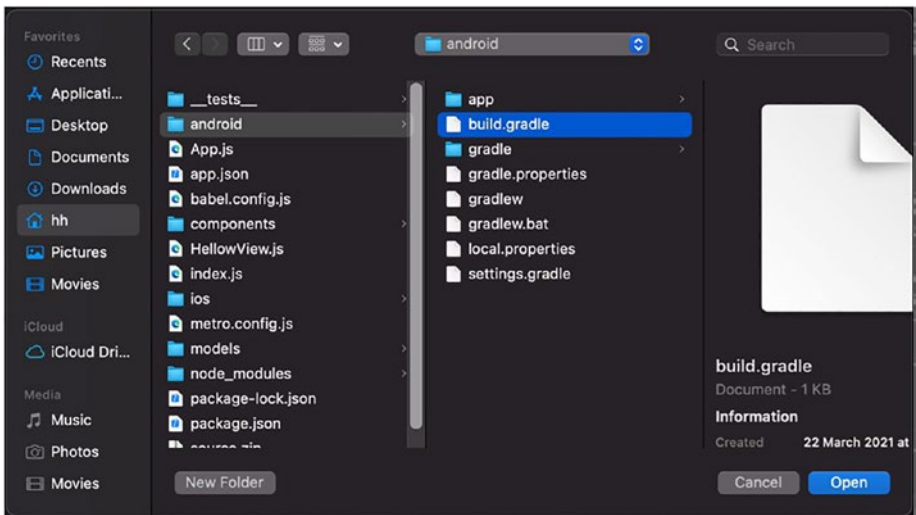 Favorites
Recents
Applicati...
Desktop
Documents
Downloads
hh
Pictures
Movies
iCloud
iCloud Dri...
Media
Music
Photos
Movies
android
Search
__tests__
android
App.js
app.json
babel.config.js
components
HellowView.js
index.js
ios
metro.config.js
models
node_modules
package-lock.json
package.json
app
build.gradle
gradle
gradle.properties
gradlew
gradlew.bat
local.properties
settings.gradle
build.gradle
Document - 1 KB
Information
Created 22 March 2021 at
New Folder
Cancel
Open